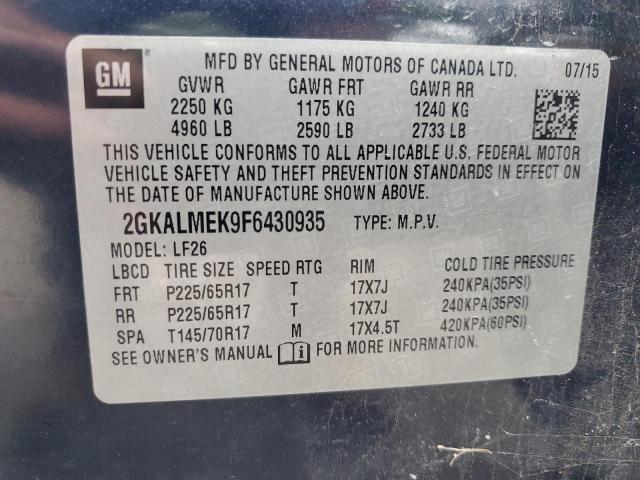 GM
MFD BY GENERAL MOTORS OF CANADA LTD. 07/15
GVWR GAWR FRT GAWR RR
2250 KG 1175 KG 1240 KG
4960 LB 2590 LB 2733 LB
THIS VEHICLE CONFORMS TO ALL APPLICABLE U.S. FEDERAL MOTOR
VEHICLE SAFETY AND THEFT PREVENTION STANDARDS IN EFFECT ON
THE DATE OF MANUFACTURE SHOWN ABOVE.
2GKALMEK9F6430935 TYPE: M.P.V.
MODEL: LF26
LBCD TIRE SIZE SPEED RTG RIM COLD TIRE PRESSURE
FRT P225/65R17 T 17X7J 240KPA(35PSI)
RR P225/65R17 T 17X7J 240KPA(35PSI)
SPA T145/70R17 M 17X4.5T 420KPA(60PSI)
SEE OWNER'S MANUAL i FOR MORE INFORMATION.